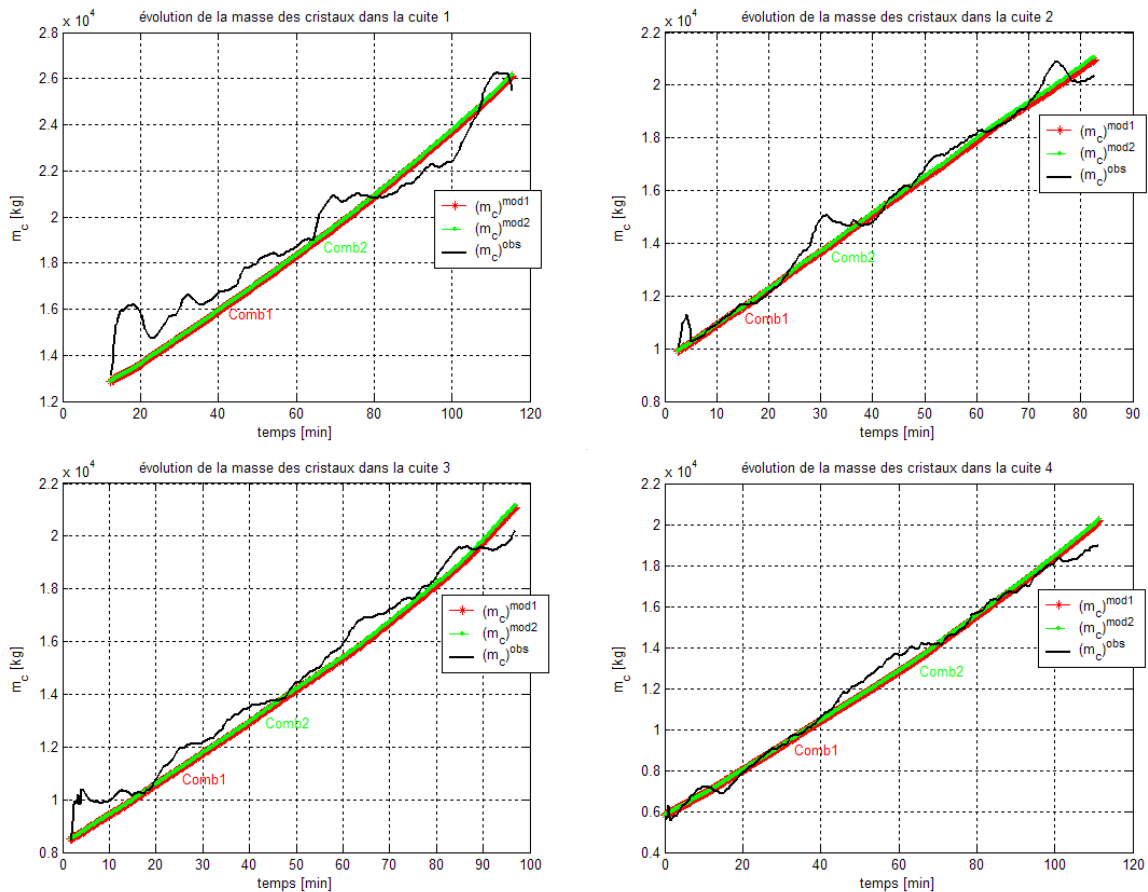 évolution de la masse des cristaux dans la cuite 1
x 10^4
2.8
2.6
2.4
2.2
2
1.8
1.6
1.4
1.2
m_c [kg]
0 20 40 60 80 100 120
temps [min]
(m_c)^mod1
(m_c)^mod2
(m_c)^obs
Comb2
Comb1
évolution de la masse des cristaux dans la cuite 2
x 10^4
2.2
2
1.8
1.6
1.4
1.2
1
0.8
m_c [kg]
0 10 20 30 40 50 60 70 80 90
temps [min]
(m_c)^mod1
(m_c)^mod2
(m_c)^obs
Comb2
Comb1
évolution de la masse des cristaux dans la cuite 3
x 10^4
2.2
2
1.8
1.6
1.4
1.2
1
0.8
m_c [kg]
0 10 20 30 40 50 60 70 80 90 100
temps [min]
(m_c)^mod1
(m_c)^mod2
(m_c)^obs
Comb2
Comb1
évolution de la masse des cristaux dans la cuite 4
x 10^4
2.2
2
1.8
1.6
1.4
1.2
1
0.8
0.6
0.4
m_c [kg]
0 20 40 60 80 100 120
temps [min]
(m_c)^mod1
(m_c)^mod2
(m_c)^obs
Comb2
Comb1